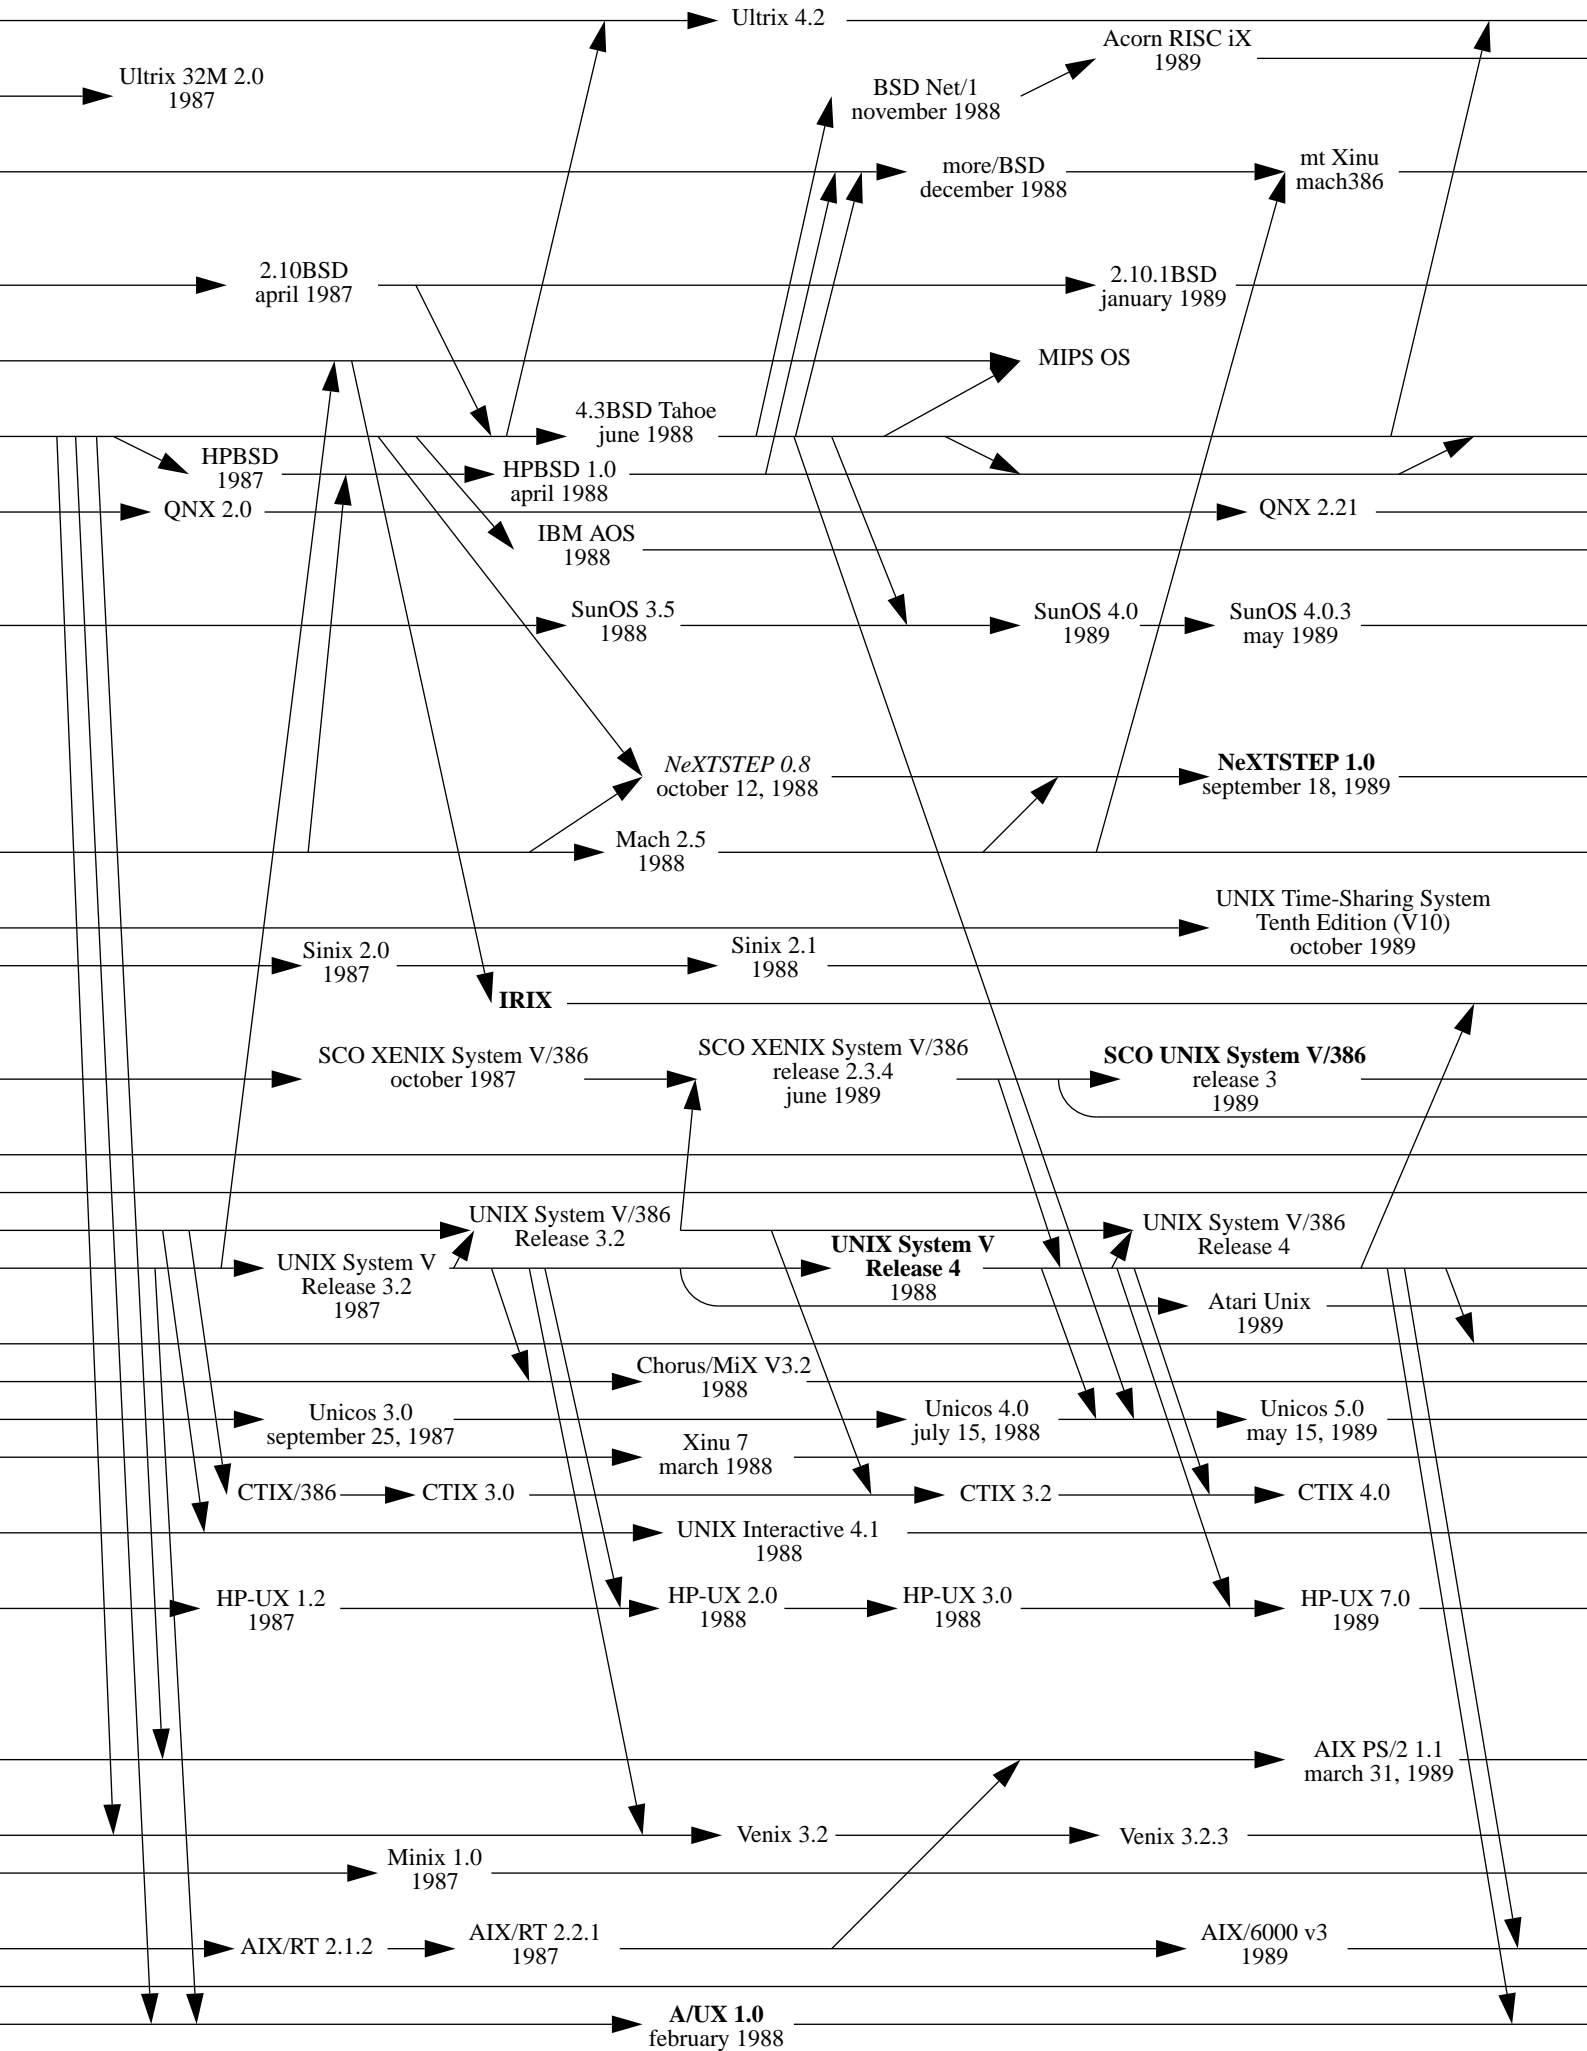 Ultrix 4.2
Acorn RISC iX
1989
Ultrix 32M 2.0
1987
BSD Net/1
november 1988
more/BSD
december 1988
mt Xinu
mach386
2.10BSD
april 1987
2.10.1BSD
january 1989
MIPS OS
4.3BSD Tahoe
june 1988
HPBSD
1987
HPBSD 1.0
april 1988
QNX 2.0
QNX 2.21
IBM AOS
1988
SunOS 3.5
1988
SunOS 4.0
1989
SunOS 4.0.3
may 1989
NeXTSTEP 0.8
october 12, 1988
NeXTSTEP 1.0
september 18, 1989
Mach 2.5
1988
UNIX Time-Sharing System
Tenth Edition (V10)
october 1989
Sinix 2.0
1987
Sinix 2.1
1988
IRIX
SCO XENIX System V/386
october 1987
SCO XENIX System V/386
release 2.3.4
june 1989
SCO UNIX System V/386
release 3
1989
UNIX System V/386
Release 3.2
UNIX System V/386
Release 4
UNIX System V
Release 3.2
1987
UNIX System V
Release 4
1988
Atari Unix
1989
Chorus/MiX V3.2
1988
Unicos 3.0
september 25, 1987
Unicos 4.0
july 15, 1988
Unicos 5.0
may 15, 1989
Xinu 7
march 1988
CTIX/386
CTIX 3.0
CTIX 3.2
CTIX 4.0
UNIX Interactive 4.1
1988
HP-UX 1.2
1987
HP-UX 2.0
1988
HP-UX 3.0
1988
HP-UX 7.0
1989
AIX PS/2 1.1
march 31, 1989
Venix 3.2
Venix 3.2.3
Minix 1.0
1987
AIX/RT 2.1.2
AIX/RT 2.2.1
1987
AIX/6000 v3
1989
A/UX 1.0
february 1988